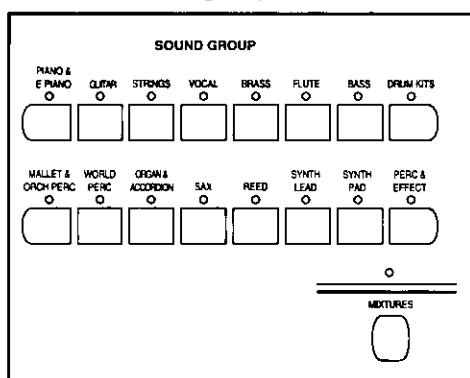 SOUND GROUP
PIANO &
E PIANO
GUITAR
STRINGS
VOCAL
BRASS
FLUTE
BASS
DRUM KITS
MALLET &
ORCH PERC
WORLD
PERC
ORGAN &
ACCORDION
SAX
REED
SYNTH
LEAD
SYNTH
PAD
PERC &
EFFECT
MIXTURES